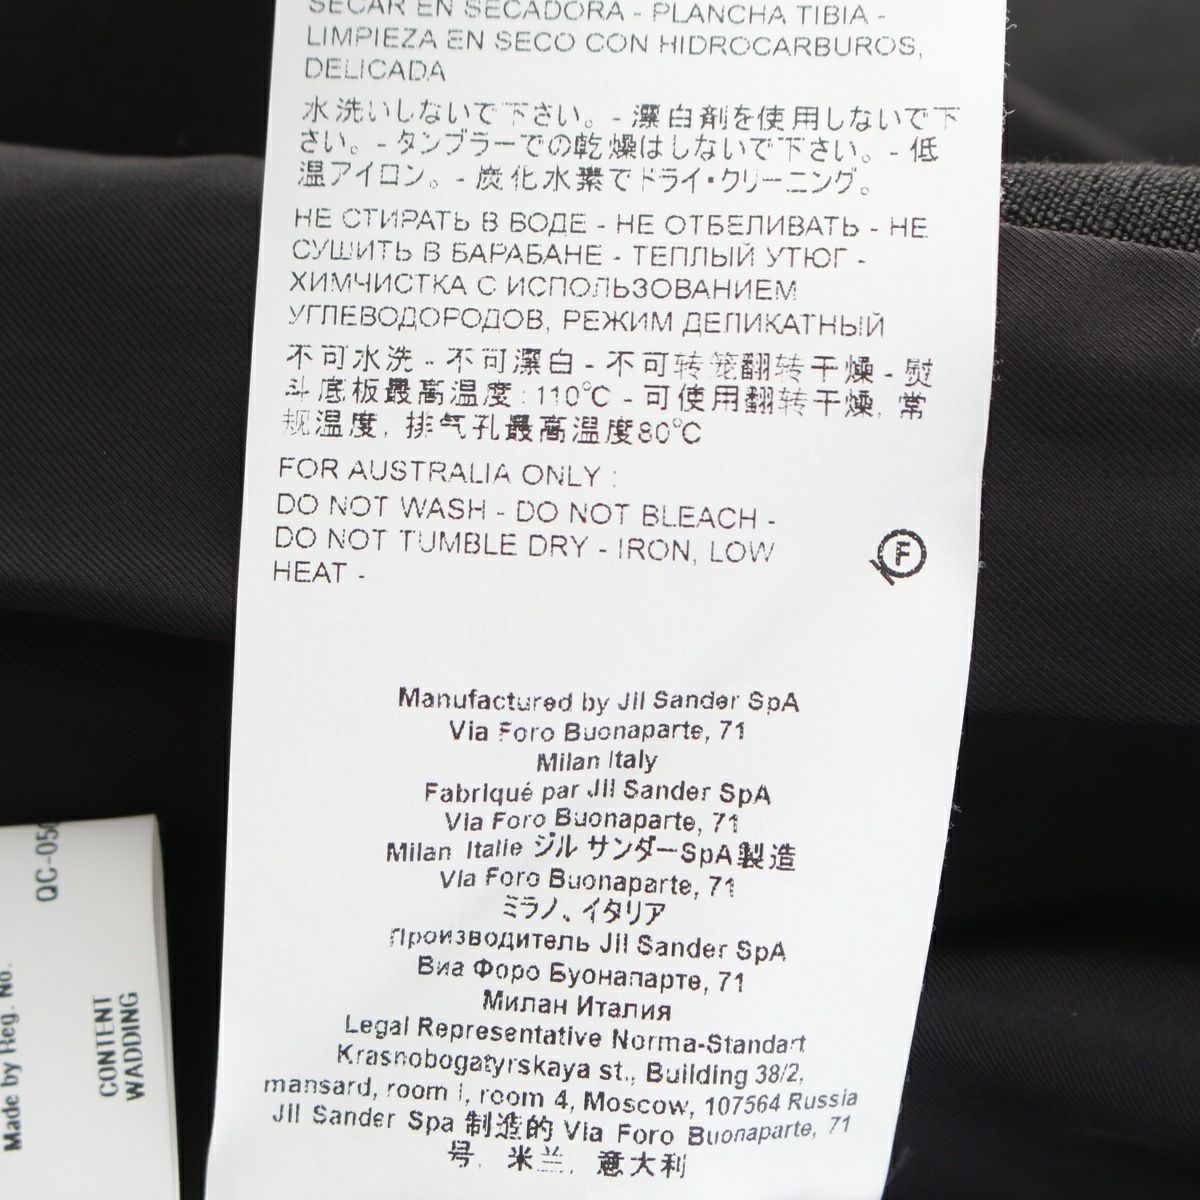 SECAR EN SECADORA - PLANCHA TIBIA -
LIMPIEZA EN SECO CON HIDROCARBUROS,
DELICADA
水洗いしないで下さい。- 漂白剤を使用しないで下
さい。- タンブラーでの乾燥はしないで下さい。- 低
温アイロン。- 炭化水素でドライ・クリーニング。
НЕ СТИРАТЬ В ВОДЕ - НЕ ОТБЕЛИВАТЬ - НЕ
СУШИТЬ В БАРАБАНЕ - ТЕПЛЫЙ УТЮГ -
ХИМЧИСТКА С ИСПОЛЬЗОВАНИЕМ
УГЛЕВОДОРОДОВ, РЕЖИМ ДЕЛИКАТНЫЙ
不可水洗 - 不可漂白 - 不可转笼翻转干燥 - 熨
斗底板最高温度: 110°C - 可使用翻转干燥, 常
规温度, 排气孔最高温度80°C
FOR AUSTRALIA ONLY :
DO NOT WASH - DO NOT BLEACH -
DO NOT TUMBLE DRY - IRON, LOW
HEAT -
F
Manufactured by Jil Sander SpA
Via Foro Buonaparte, 71
Milan Italy
Fabriqué par Jil Sander SpA
Via Foro Buonaparte, 71
Milan Italie ジル サンダーSpA製造
Via Foro Buonaparte, 71
ミラノ、イタリア
Производитель Jil Sander SpA
Виа Форо Буонапарте, 71
Милан Италия
Legal Representative Norma-Standart
Krasnobogatyrskaya st., Building 38/2,
mansard, room I, room 4, Moscow, 107564 Russia
Jil Sander Spa 制造的 Via Foro Buonaparte, 71
号, 米兰, 意大利
QC-05
Made by Reg. No.
CONTENT
WADDING